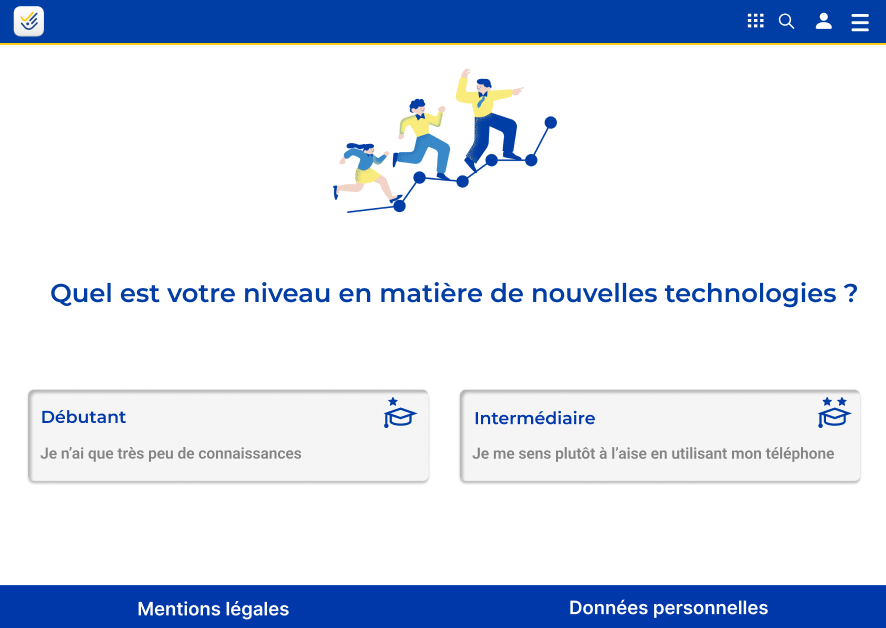 Quel est votre niveau en matière de nouvelles technologies ?
Débutant
Je n'ai que très peu de connaissances
Intermédiaire
Je me sens plutôt à l'aise en utilisant mon téléphone
Mentions légales
Données personnelles